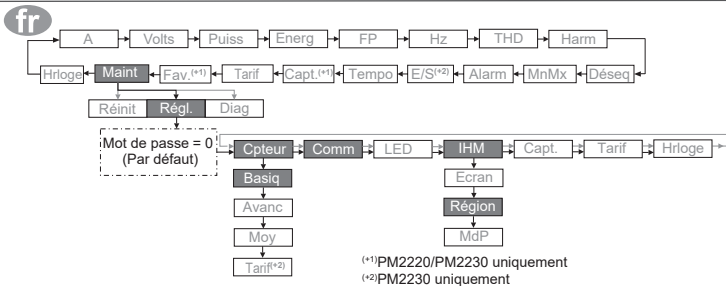 fr
A Volts Puiss Energ FP Hz THD Harm
Hrloge Maint Fav.(+1) Tarif Capt.(+1) Tempo E/S(+2) Alarm MnMx Déseq
Réinit Régl. Diag
Mot de passe = 0
(Par défaut)
Cpteur Comm LED IHM Capt. Tarif Hrloge
Basiq Ecran
Avanc Région
Moy MdP
Tarif(+2)
(+1)PM2220/PM2230 uniquement
(+2)PM2230 uniquement